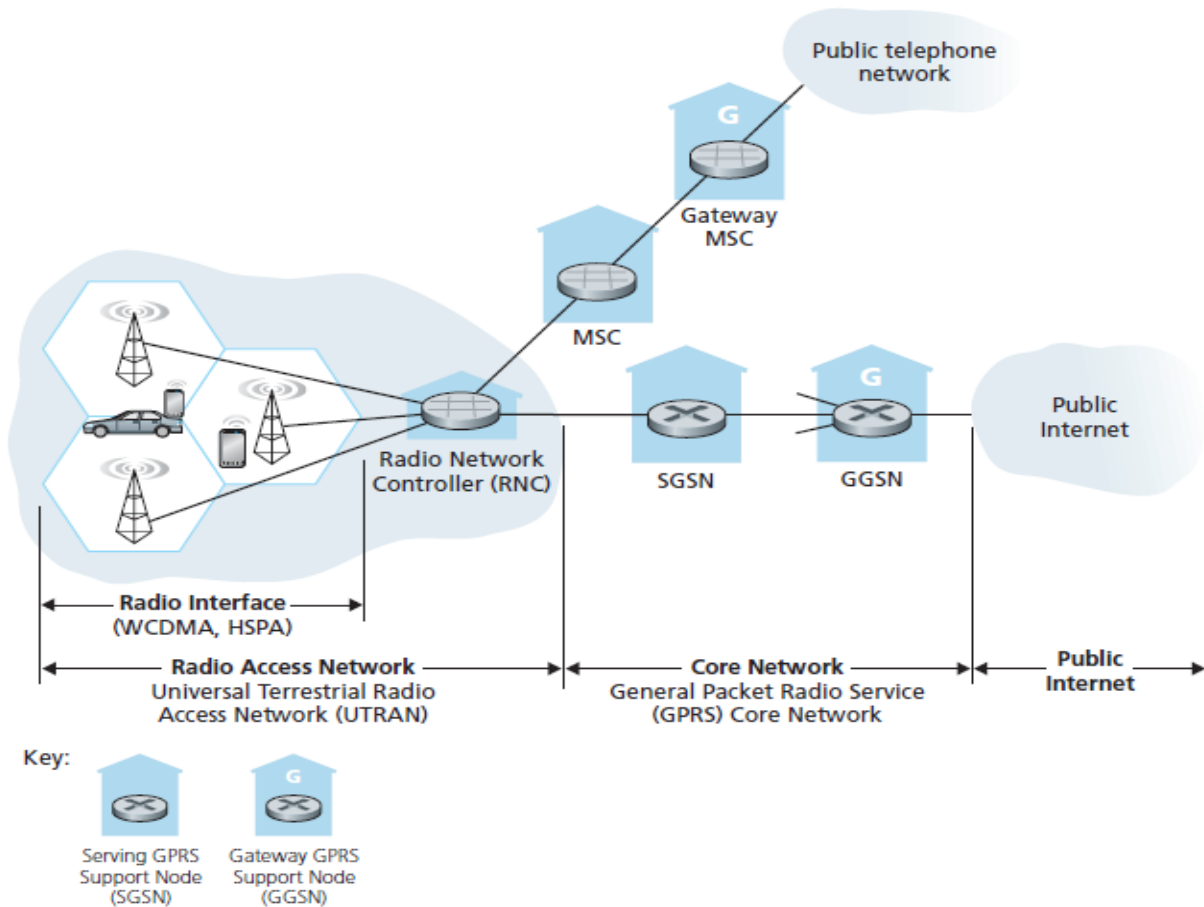 Public telephone
network
G
Gateway
MSC
MSC
G
Public
Internet
Radio Network
Controller (RNC)
SGSN
GGSN
Radio Interface
(WCDMA, HSPA)
Radio Access Network
Universal Terrestrial Radio
Access Network (UTRAN)
Core Network
General Packet Radio Service
(GPRS) Core Network
Public
Internet
Key:
G
Serving GPRS
Support Node
(SGSN)
Gateway GPRS
Support Node
(GGSN)